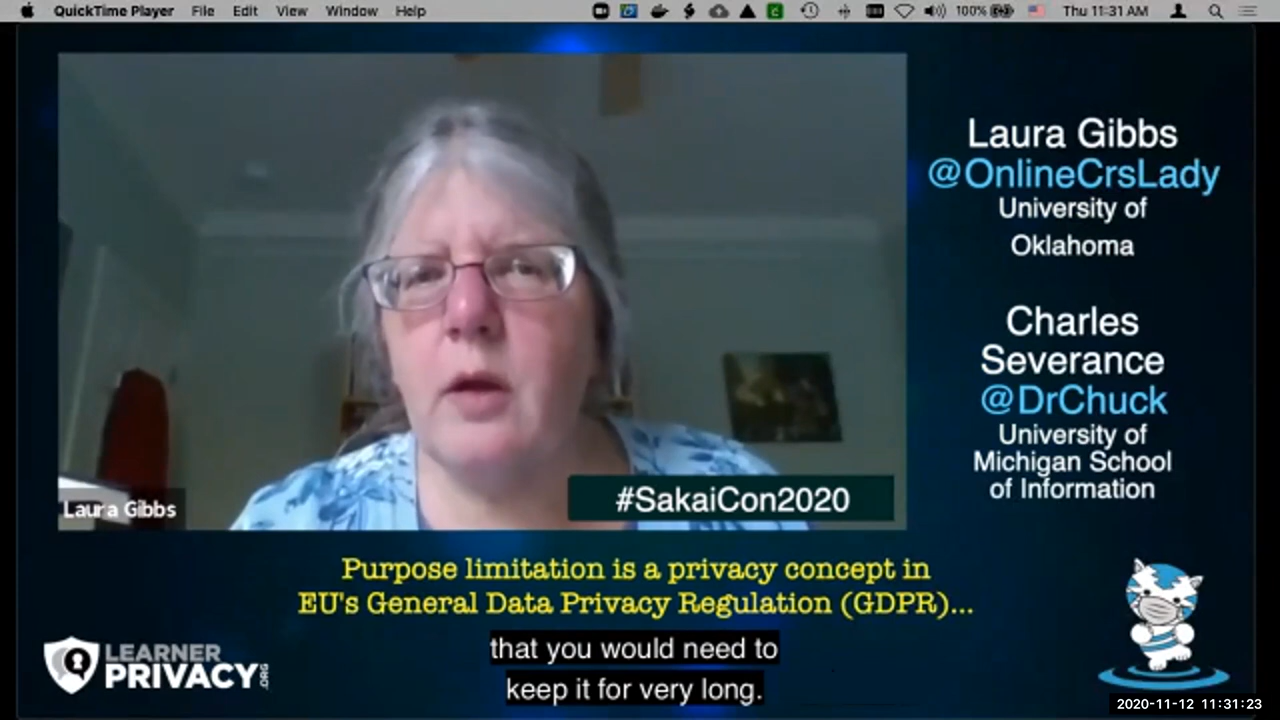 QuickTime Player File Edit View Window Help 100% Thu 11:31 AM
Laura Gibbs
@OnlineCrsLady
University of
Oklahoma
Charles
Severance
@DrChuck
University of
Michigan School
of Information
Laura Gibbs
#SakaiCon2020
Purpose limitation is a privacy concept in
EU's General Data Privacy Regulation (GDPR)...
that you would need to
keep it for very long.
LEARNER
PRIVACY.ORG
2020-11-12 11:31:23